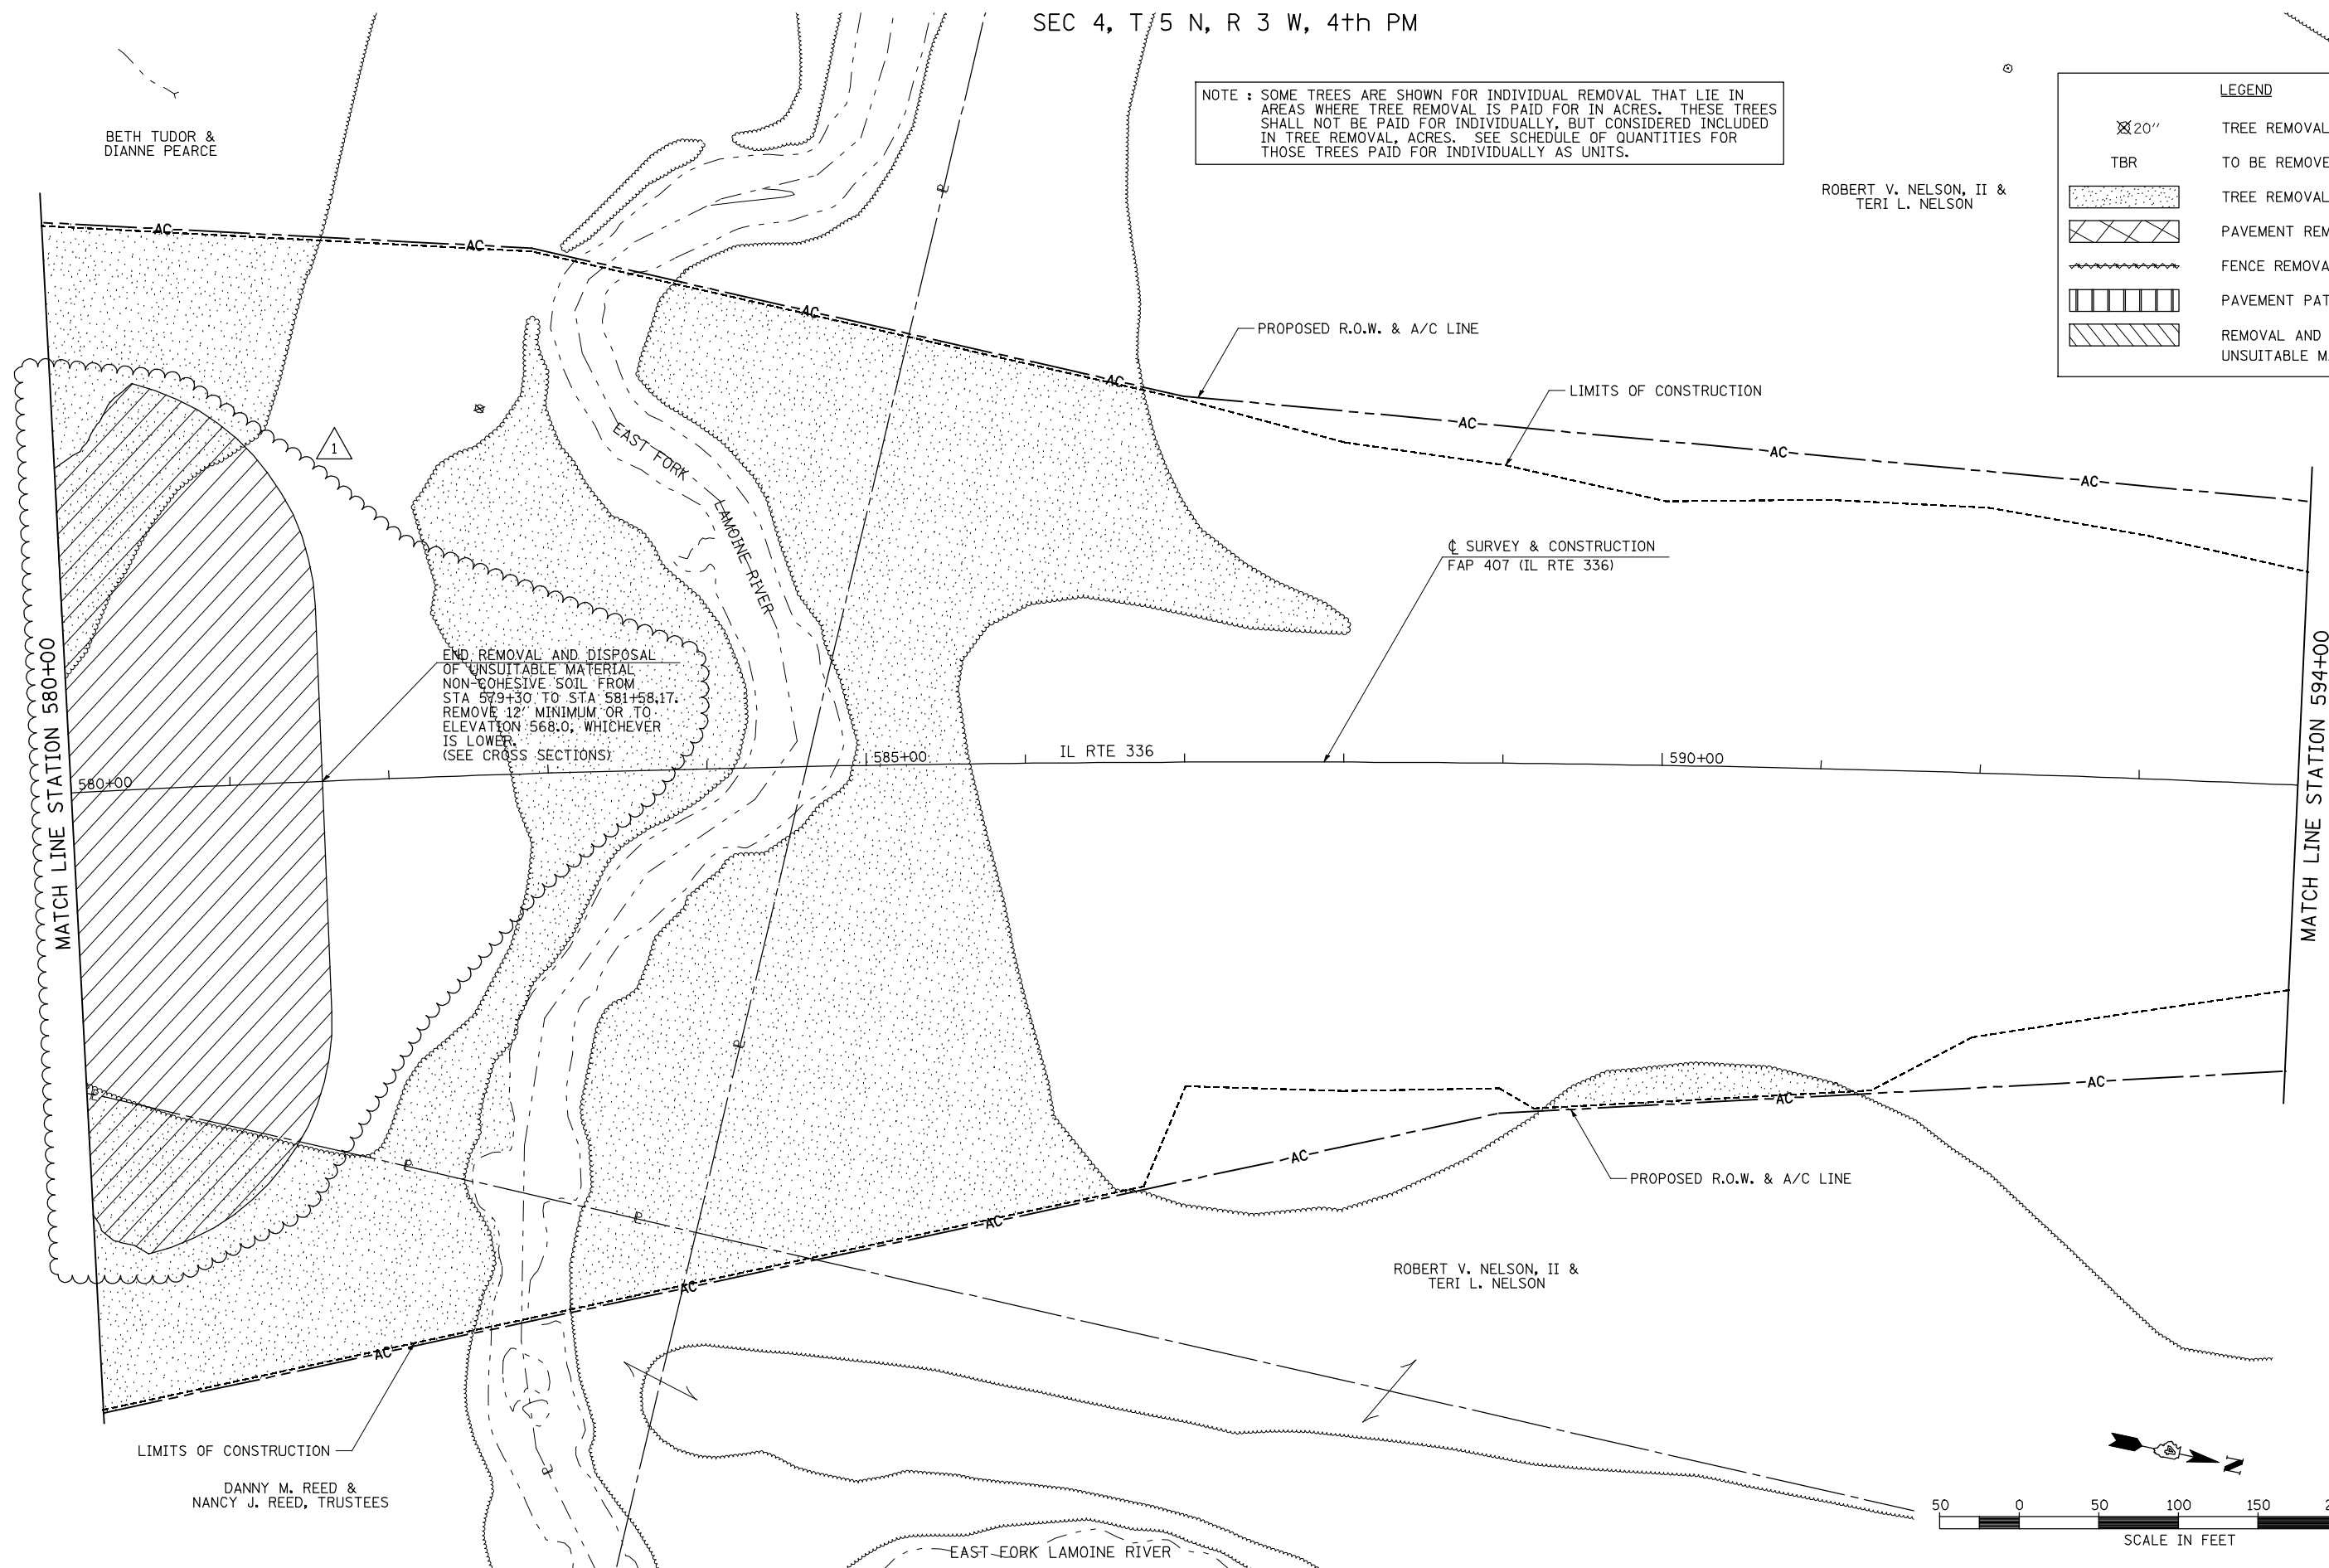 SEC 4, T 5 N, R 3 W, 4th PM
NOTE : SOME TREES ARE SHOWN FOR INDIVIDUAL REMOVAL THAT LIE IN
AREAS WHERE TREE REMOVAL IS PAID FOR IN ACRES. THESE TREES
SHALL NOT BE PAID FOR INDIVIDUALLY, BUT CONSIDERED INCLUDED
IN TREE REMOVAL, ACRES. SEE SCHEDULE OF QUANTITIES FOR
THOSE TREES PAID FOR INDIVIDUALLY AS UNITS.
LEGEND
20" TREE REMOVAL
TBR TO BE REMOVE
TREE REMOVAL
PAVEMENT REM
FENCE REMOVA
PAVEMENT PAT
REMOVAL AND
UNSUITABLE M
BETH TUDOR &
DIANNE PEARCE
ROBERT V. NELSON, II &
TERI L. NELSON
AC
AC
AC
AC
AC
AC
AC
PROPOSED R.O.W. & A/C LINE
LIMITS OF CONSTRUCTION
1
EAST FORK
LAMOINE RIVER
℄ SURVEY & CONSTRUCTION
FAP 407 (IL RTE 336)
END REMOVAL AND DISPOSAL
OF UNSUITABLE MATERIAL
NON-COHESIVE SOIL FROM
STA 579+30 TO STA 581+58.17.
REMOVE 12' MINIMUM OR TO
ELEVATION 568.0, WHICHEVER
IS LOWER.
(SEE CROSS SECTIONS)
MATCH LINE STATION 580+00
MATCH LINE STATION 594+00
580+00
585+00
IL RTE 336
590+00
AC
AC
AC
AC
AC
AC
PROPOSED R.O.W. & A/C LINE
ROBERT V. NELSON, II &
TERI L. NELSON
LIMITS OF CONSTRUCTION
DANNY M. REED &
NANCY J. REED, TRUSTEES
EAST FORK LAMOINE RIVER
N
50 0 50 100 150 2
SCALE IN FEET